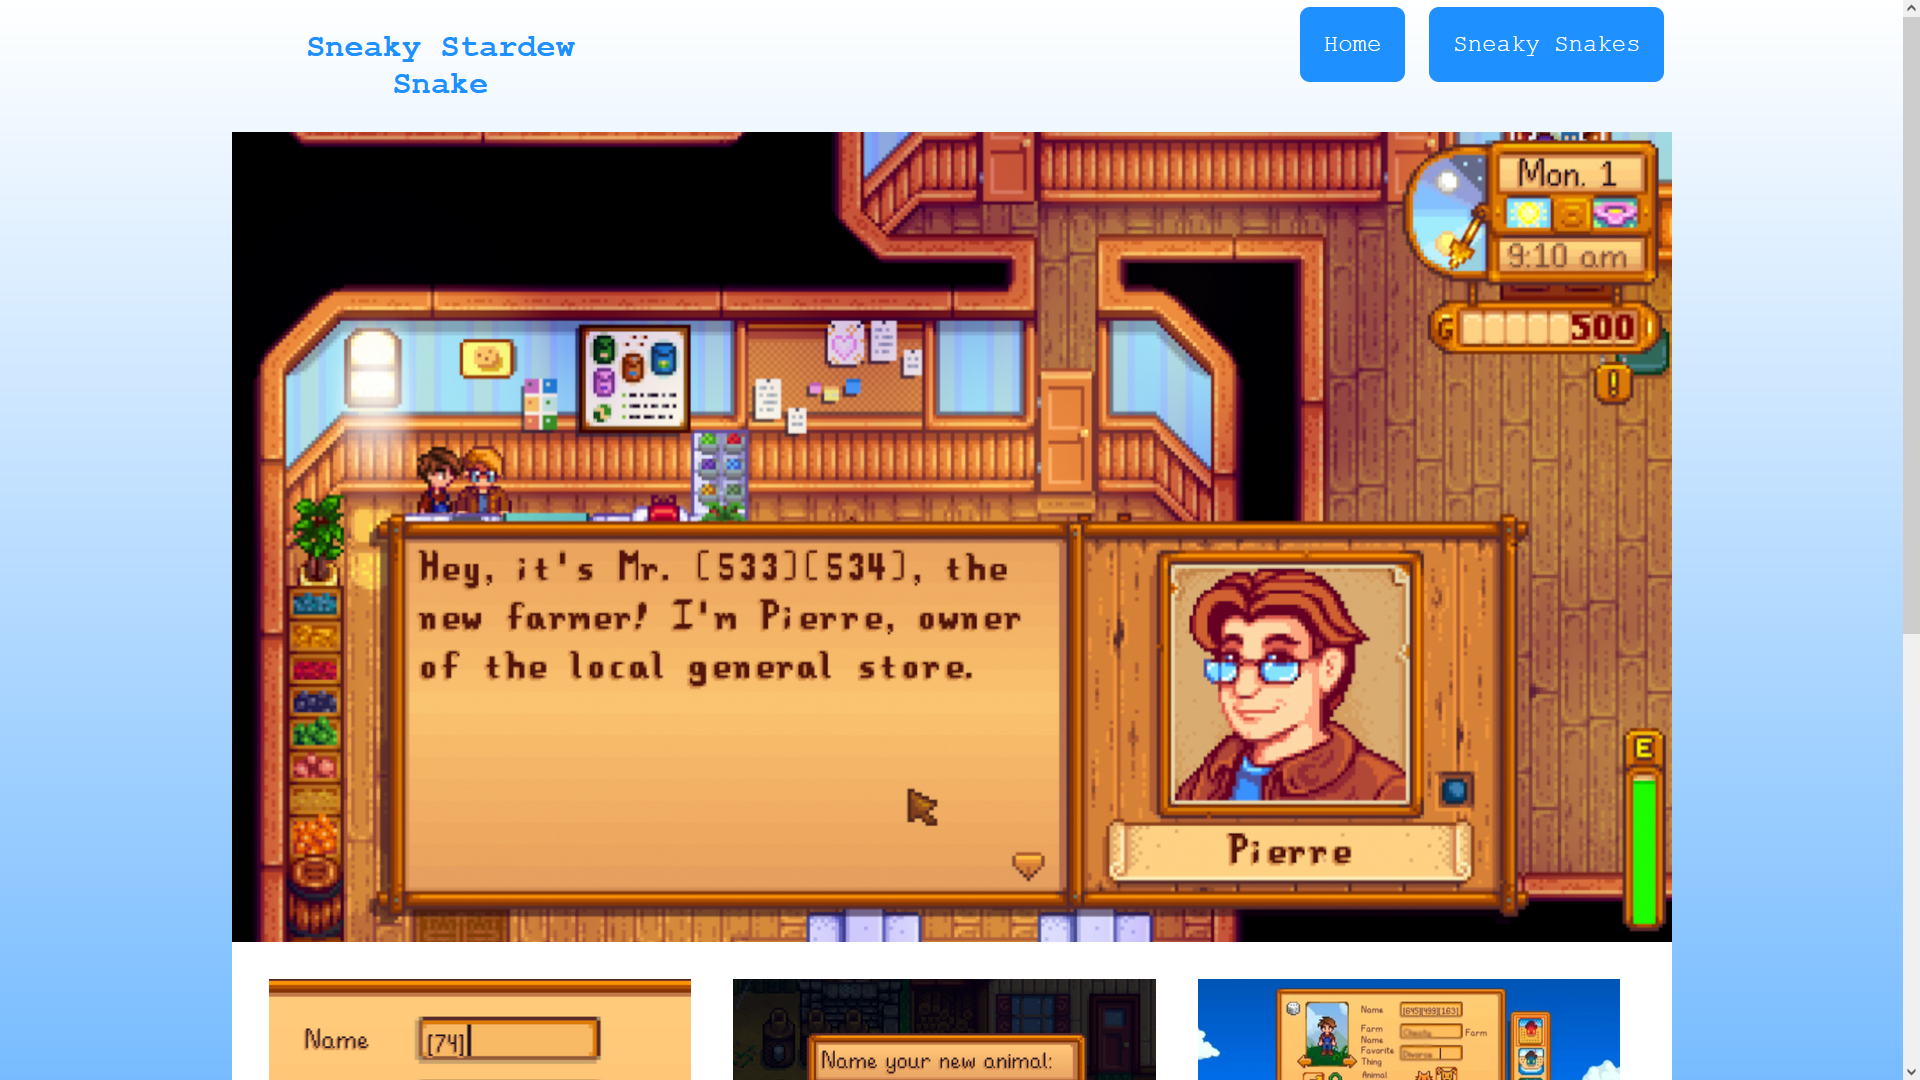 Sneaky Stardew
Snake
Home
Sneaky Snakes
Mon. 1
9:10 am
G 500
!
Hey, it's Mr. [533][534], the
new farmer! I'm Pierre, owner
of the local general store.
Pierre
E
Name [74]
Name your new animal:
Name
Farm
Name
Farm
Favorite
Thing
Animal